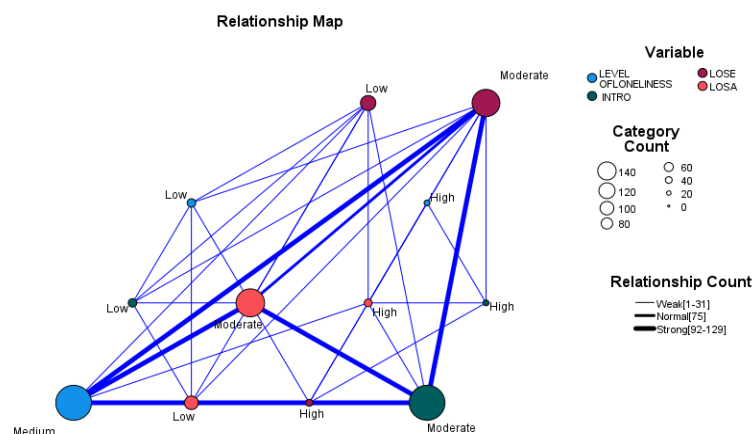 Relationship Map
Variable
LEVEL
OFLONELINESS
INTRO
LOSE
LOSA
Category
Count
140
120
100
80
60
40
20
0
Relationship Count
Weak[1-31]
Normal[75]
Strong[92-129]
Low
Moderate
Low
High
Low
Moderate
High
High
Medium
Low
High
Moderate